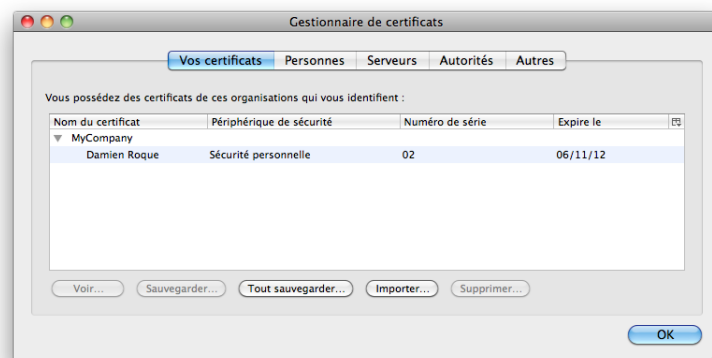 Gestionnaire de certificats
Vos certificats Personnes Serveurs Autorités Autres
Vous possédez des certificats de ces organisations qui vous identifient :
Nom du certificat Périphérique de sécurité Numéro de série Expire le
MyCompany
Damien Roque Sécurité personnelle 02 06/11/12
Voir... Sauvegarder... Tout sauvegarder... Importer... Supprimer...
OK